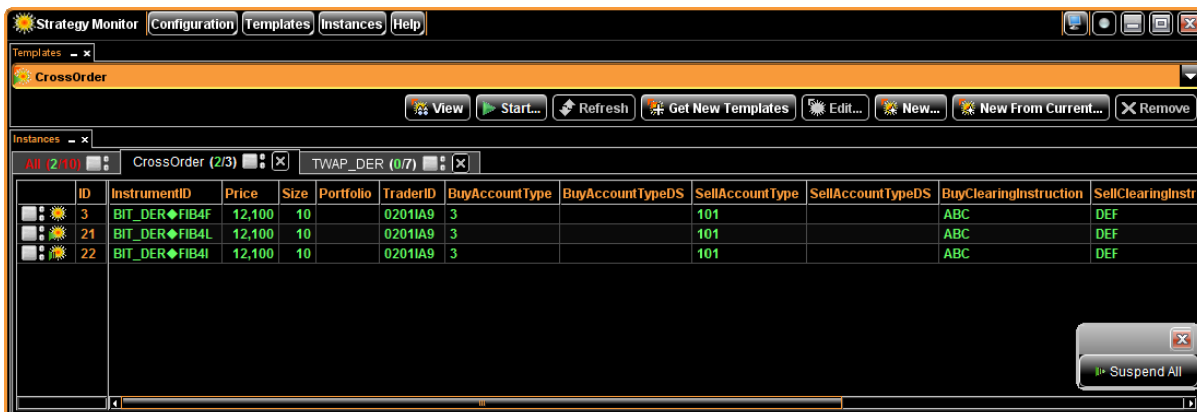 Strategy Monitor Configuration Templates Instances Help
Templates
CrossOrder
View Start... Refresh Get New Templates Edit... New... New From Current... Remove
Instances
All (2/10) CrossOrder (2/3) TWAP_DER (0/7)
ID InstrumentID Price Size Portfolio TraderID BuyAccountType BuyAccountTypeDS SellAccountType SellAccountTypeDS BuyClearingInstruction SellClearingInstr
3 BIT_DER◆FIB4F 12,100 10 0201IA9 3 101 ABC DEF
21 BIT_DER◆FIB4L 12,100 10 0201IA9 3 101 ABC DEF
22 BIT_DER◆FIB4I 12,100 10 0201IA9 3 101 ABC DEF
Suspend All